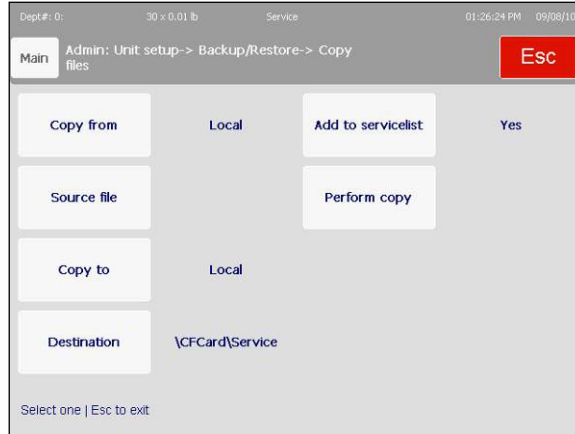 Dept#: 0: 30 x 0.01 lb Service 01:26:24 PM 09/08/10
Main Admin: Unit setup-> Backup/Restore-> Copy files Esc
Copy from Local Add to servicelist Yes
Source file Perform copy
Copy to Local
Destination \CFCard\Service
Select one | Esc to exit